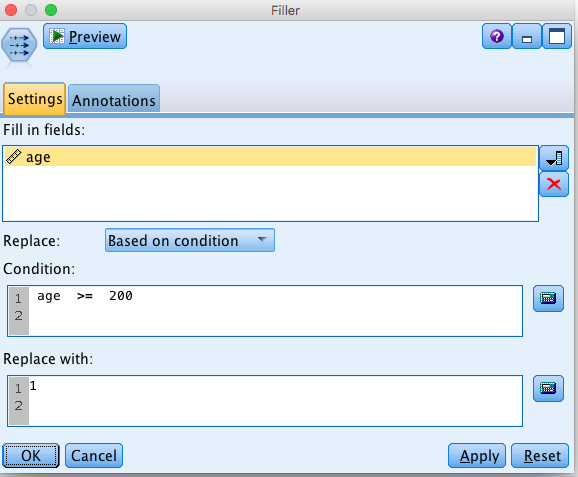 Filler
Preview
Settings Annotations
Fill in fields:
age
Replace: Based on condition
Condition:
1 age >= 200
2
Replace with:
1 1
2
OK Cancel Apply Reset